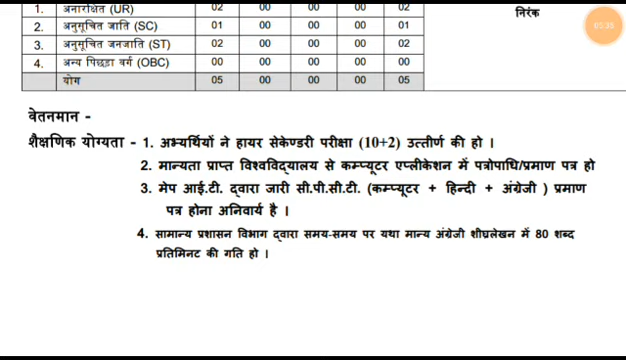 1. अनारक्षित (UR) 02 00 00 00 02 निरंक
2. अनुसूचित जाति (SC) 01 00 00 00 01
3. अनुसूचित जनजाति (ST) 02 00 00 00 02
4. अन्य पिछड़ा वर्ग (OBC) 00 00 00 00 00
योग 05 00 00 00 05
वेतनमान -
शैक्षणिक योग्यता - 1. अभ्यर्थियों ने हायर सेकेण्डरी परीक्षा (10+2) उत्तीर्ण की हो ।
2. मान्यता प्राप्त विश्वविद्यालय से कम्प्यूटर एप्लीकेशन में पत्रोपाधि/प्रमाण पत्र हो
3. मेप आई.टी. द्वारा जारी सी.पी.सी.टी. (कम्प्यूटर + हिन्दी + अंग्रेजी ) प्रमाण
पत्र होना अनिवार्य है ।
4. सामान्य प्रशासन विभाग द्वारा समय-समय पर यथा मान्य अंग्रेजी शीघ्रलेखन में 80 शब्द
प्रतिमिनट की गति हो ।